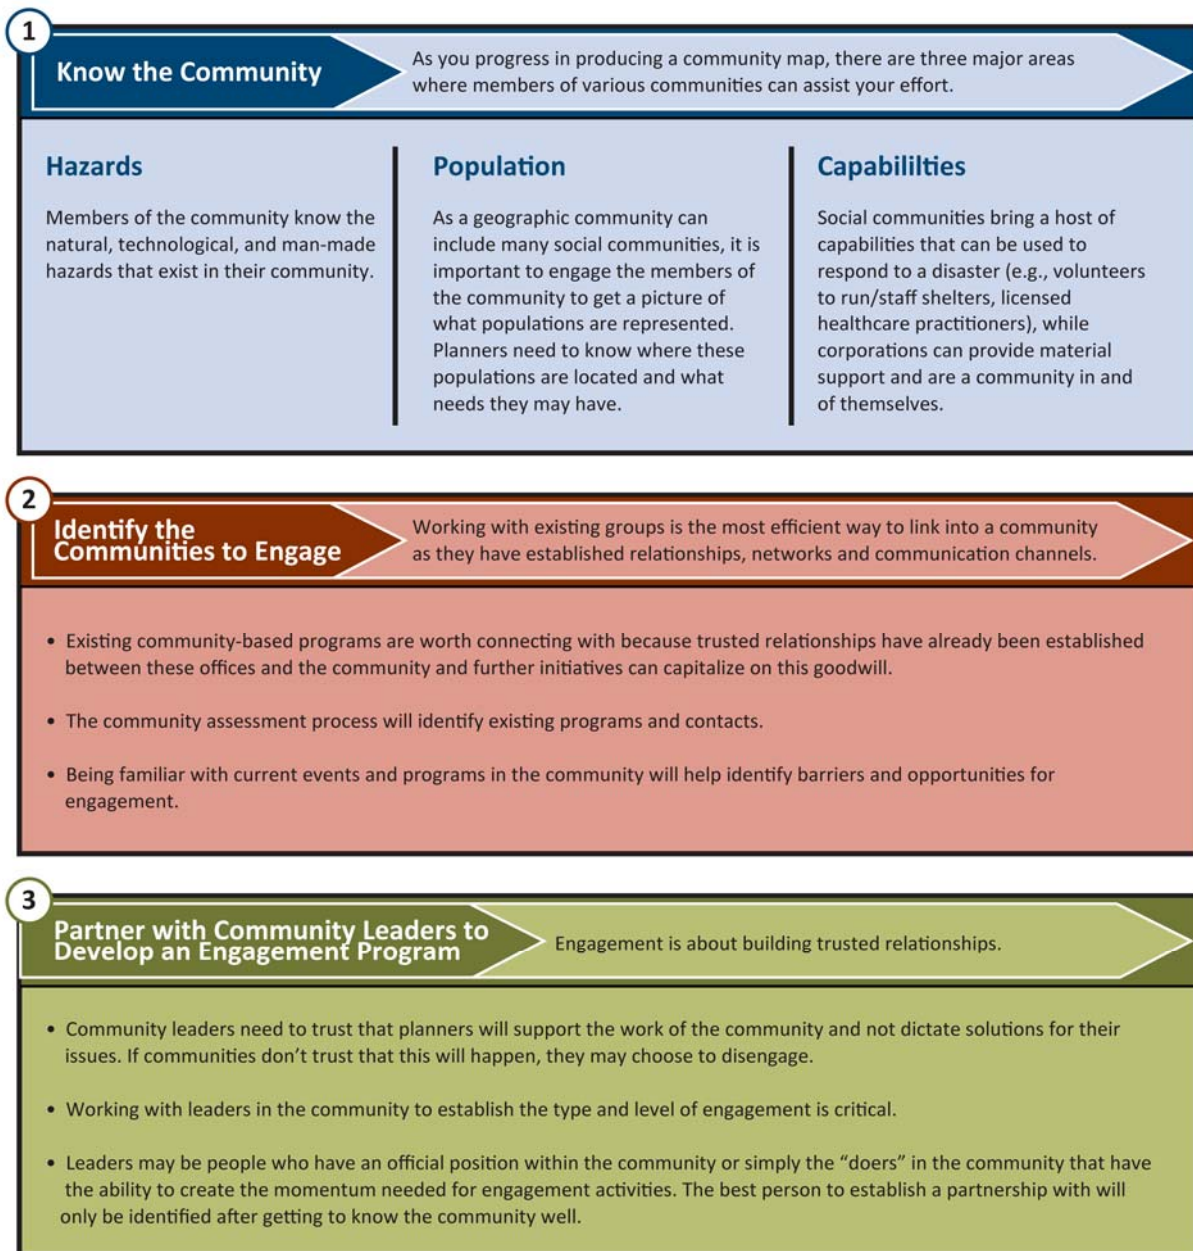 1
Know the Community
As you progress in producing a community map, there are three major areas
where members of various communities can assist your effort.
Hazards
Members of the community know the
natural, technological, and man-made
hazards that exist in their community.
Population
As a geographic community can
include many social communities, it is
important to engage the members of
the community to get a picture of
what populations are represented.
Planners need to know where these
populations are located and what
needs they may have.
Capabililties
Social communities bring a host of
capabilities that can be used to
respond to a disaster (e.g., volunteers
to run/staff shelters, licensed
healthcare practitioners), while
corporations can provide material
support and are a community in and
of themselves.
2
Identify the
Communities to Engage
Working with existing groups is the most efficient way to link into a community
as they have established relationships, networks and communication channels.
• Existing community-based programs are worth connecting with because trusted relationships have already been established
between these offices and the community and further initiatives can capitalize on this goodwill.
• The community assessment process will identify existing programs and contacts.
• Being familiar with current events and programs in the community will help identify barriers and opportunities for
engagement.
3
Partner with Community Leaders to
Develop an Engagement Program
Engagement is about building trusted relationships.
• Community leaders need to trust that planners will support the work of the community and not dictate solutions for their
issues. If communities don’t trust that this will happen, they may choose to disengage.
• Working with leaders in the community to establish the type and level of engagement is critical.
• Leaders may be people who have an official position within the community or simply the “doers” in the community that have
the ability to create the momentum needed for engagement activities. The best person to establish a partnership with will
only be identified after getting to know the community well.